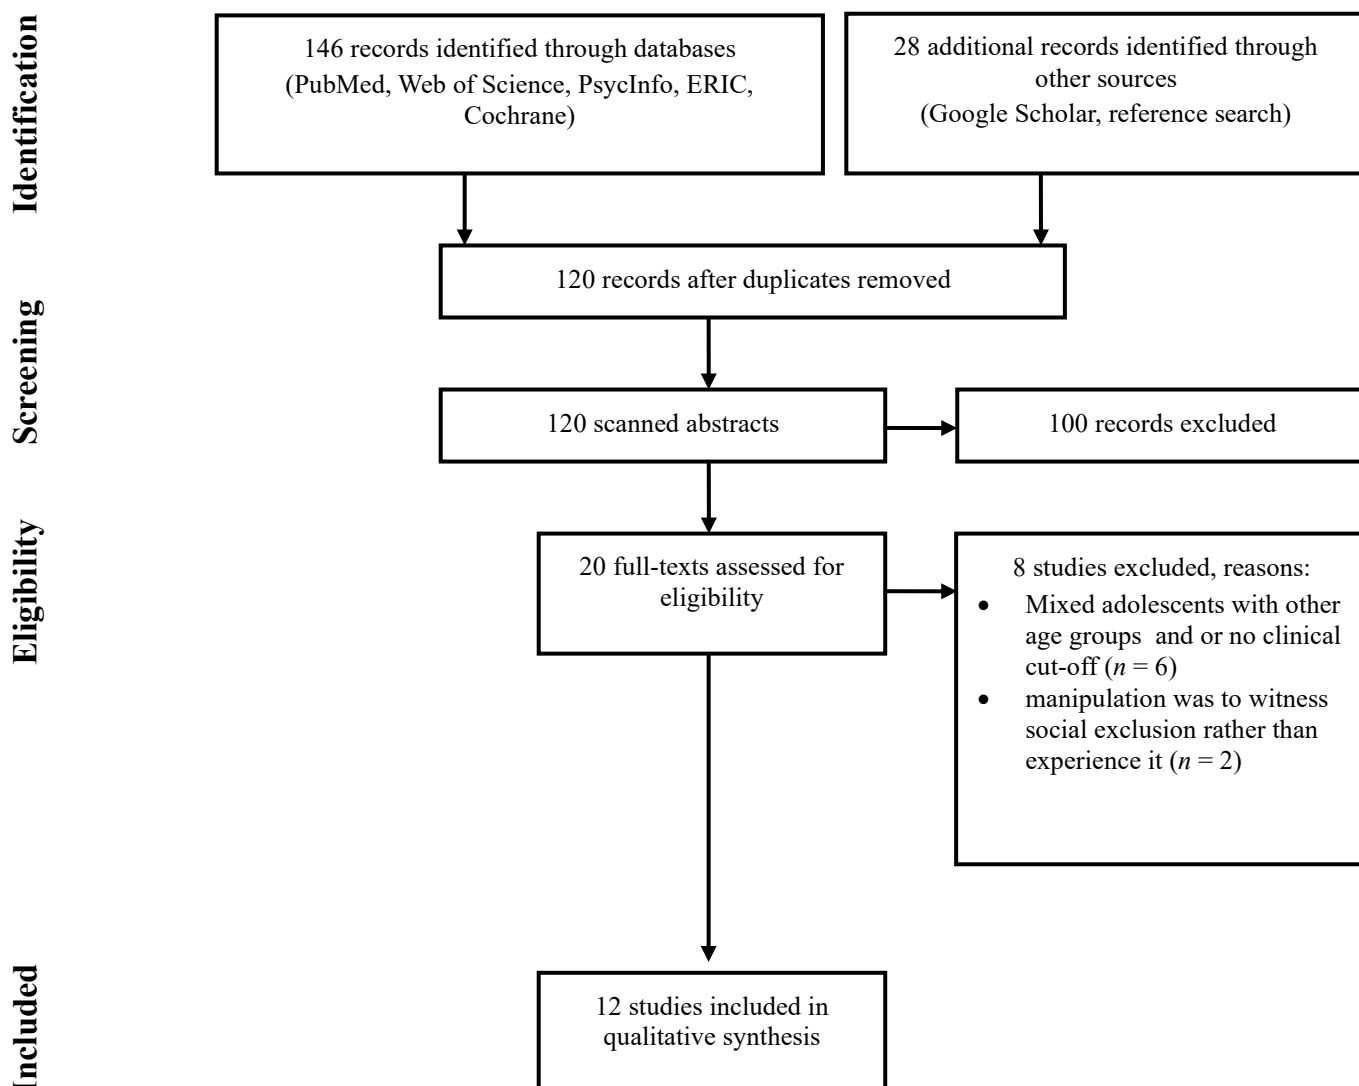 Identification
146 records identified through databases
(PubMed, Web of Science, PsycInfo, ERIC,
Cochrane)
28 additional records identified through
other sources
(Google Scholar, reference search)
120 records after duplicates removed
Screening
120 scanned abstracts
100 records excluded
Eligibility
20 full-texts assessed for
eligibility
8 studies excluded, reasons:
• Mixed adolescents with other
age groups  and or no clinical
cut-off (n = 6)
• manipulation was to witness
social exclusion rather than
experience it (n = 2)
Included
12 studies included in
qualitative synthesis